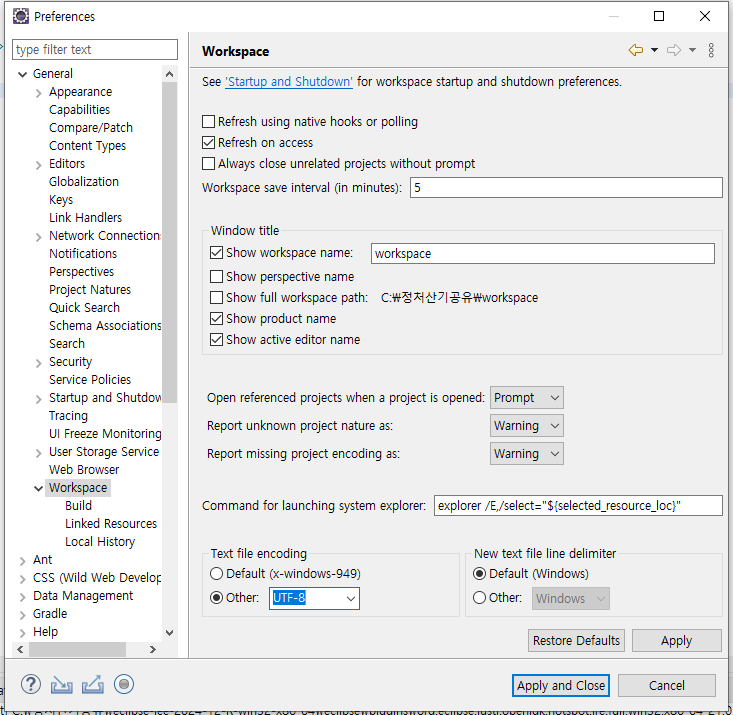 Preferences
type filter text
General
Appearance
Capabilities
Compare/Patch
Content Types
Editors
Globalization
Keys
Link Handlers
Network Connection
Notifications
Perspectives
Project Natures
Quick Search
Schema Associations
Search
Security
Service Policies
Startup and Shutdow
Tracing
UI Freeze Monitoring
User Storage Service
Web Browser
Workspace
Build
Linked Resources
Local History
Ant
CSS (Wild Web Develop
Data Management
Gradle
Help
Workspace
See 'Startup and Shutdown' for workspace startup and shutdown preferences.
Refresh using native hooks or polling
Refresh on access
Always close unrelated projects without prompt
Workspace save interval (in minutes): 5
Window title
Show workspace name: workspace
Show perspective name
Show full workspace path: C:₩정처산기공유₩workspace
Show product name
Show active editor name
Open referenced projects when a project is opened: Prompt
Report unknown project nature as: Warning
Report missing project encoding as: Warning
Command for launching system explorer: explorer /E,/select="${selected_resource_loc}"
Text file encoding
Default (x-windows-949)
Other: UTF-8
New text file line delimiter
Default (Windows)
Other: Windows
Restore Defaults Apply
Apply and Close Cancel